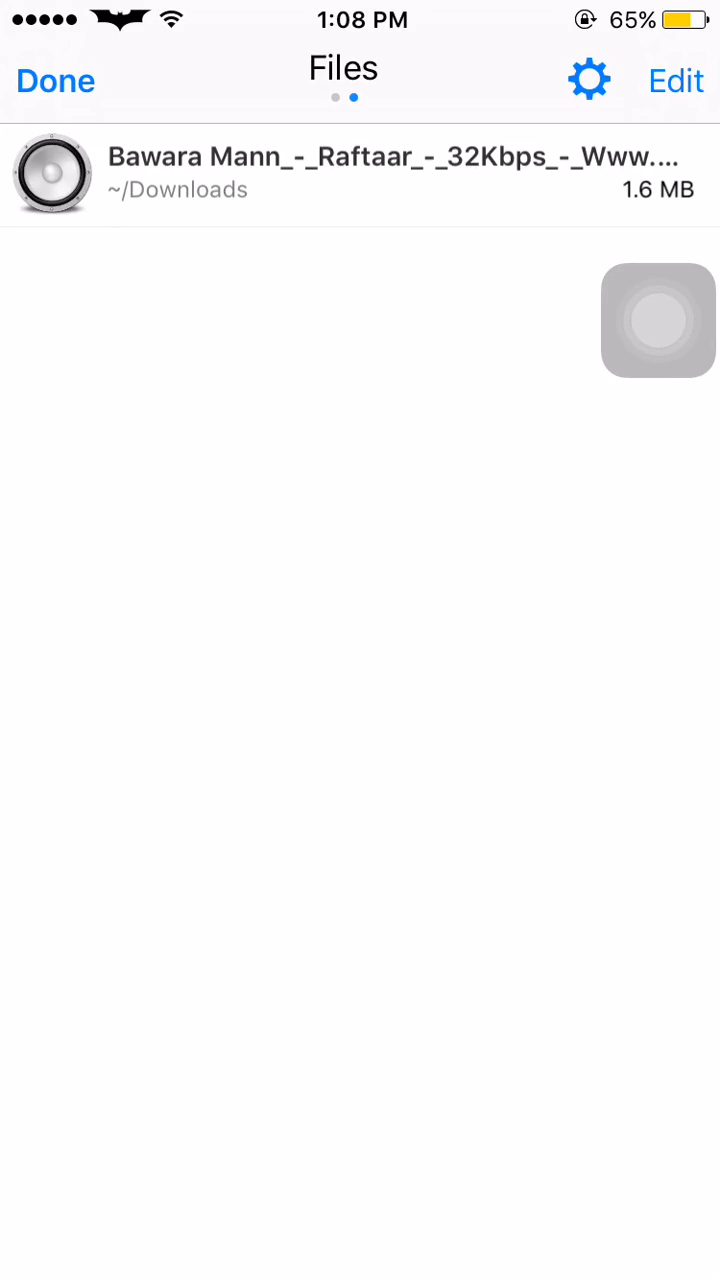 1:08 PM
65%
Done
Files
Edit
Bawara Mann_-_Raftaar_-_32Kbps_-_Www....
~/Downloads
1.6 MB